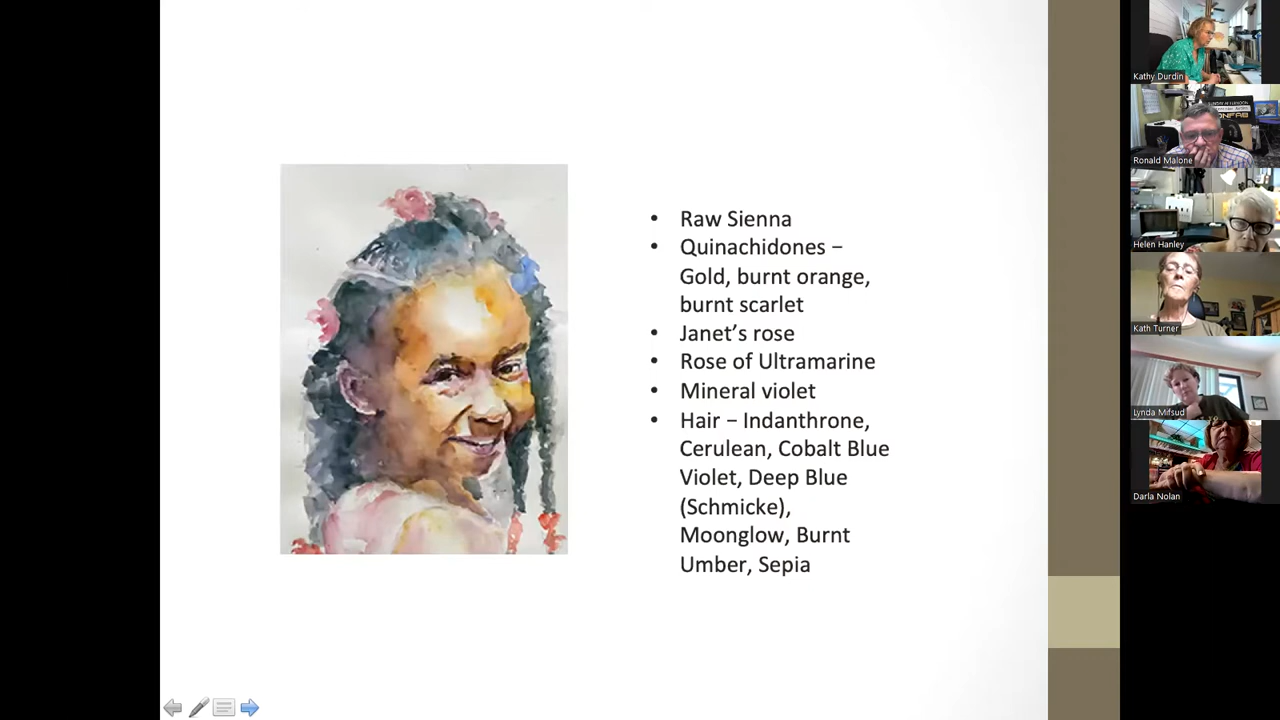 • Raw Sienna
• Quinachidones –
Gold, burnt orange,
burnt scarlet
• Janet’s rose
• Rose of Ultramarine
• Mineral violet
• Hair – Indanthrone,
Cerulean, Cobalt Blue
Violet, Deep Blue
(Schmicke),
Moonglow, Burnt
Umber, Sepia
Kathy Durdin
Ronald Malone
Helen Hanley
Kath Turner
Lynda Mifsud
Darla Nolan